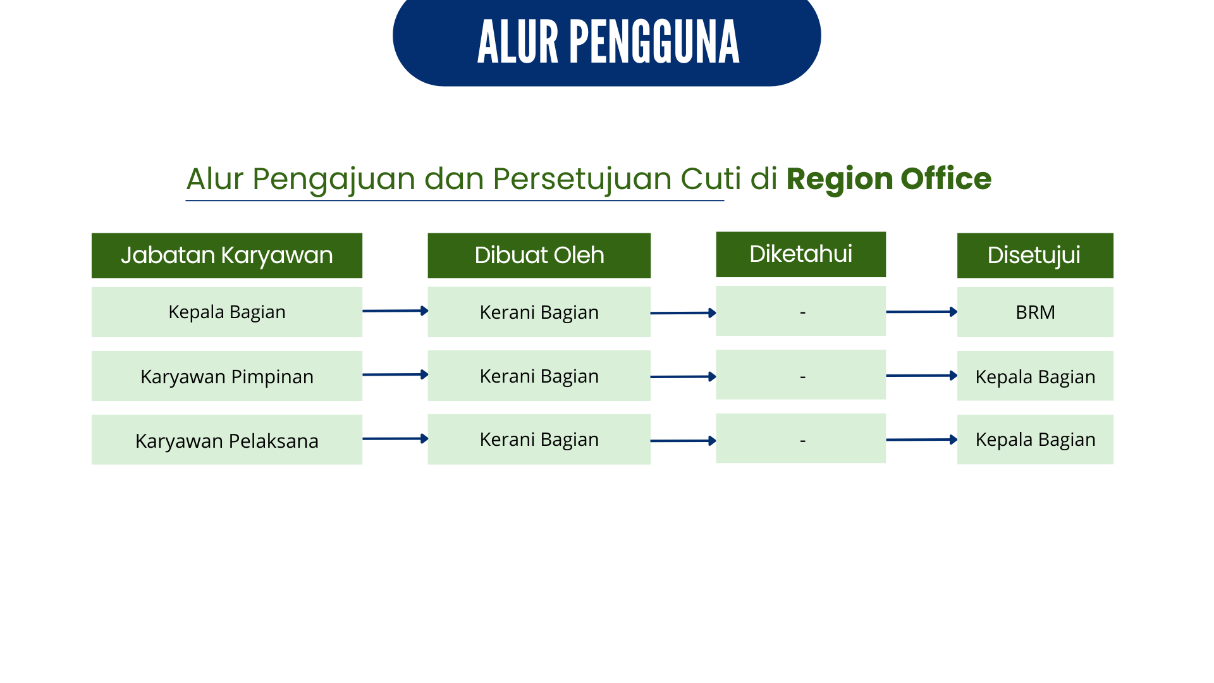 ALUR PENGGUNA
Alur Pengajuan dan Persetujuan Cuti di Region Office
Jabatan Karyawan Dibuat Oleh Diketahui Disetujui
Kepala Bagian Kerani Bagian - BRM
Karyawan Pimpinan Kerani Bagian - Kepala Bagian
Karyawan Pelaksana Kerani Bagian - Kepala Bagian